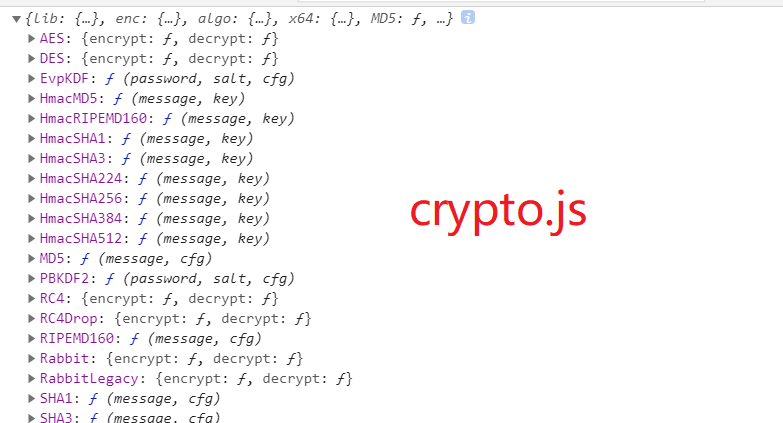 ▼{lib: {…}, enc: {…}, algo: {…}, x64: {…}, MD5: ƒ, …} i
▶AES: {encrypt: ƒ, decrypt: ƒ}
▶DES: {encrypt: ƒ, decrypt: ƒ}
▶EvpKDF: ƒ (password, salt, cfg)
▶HmacMD5: ƒ (message, key)
▶HmacRIPEMD160: ƒ (message, key)
▶HmacSHA1: ƒ (message, key)
▶HmacSHA3: ƒ (message, key)
▶HmacSHA224: ƒ (message, key)
▶HmacSHA256: ƒ (message, key)
▶HmacSHA384: ƒ (message, key)
▶HmacSHA512: ƒ (message, key)
▶MD5: ƒ (message, cfg)
▶PBKDF2: ƒ (password, salt, cfg)
▶RC4: {encrypt: ƒ, decrypt: ƒ}
▶RC4Drop: {encrypt: ƒ, decrypt: ƒ}
▶RIPEMD160: ƒ (message, cfg)
▶Rabbit: {encrypt: ƒ, decrypt: ƒ}
▶RabbitLegacy: {encrypt: ƒ, decrypt: ƒ}
▶SHA1: ƒ (message, cfg)
▶SHA3: ƒ (message, cfg)
crypto.js